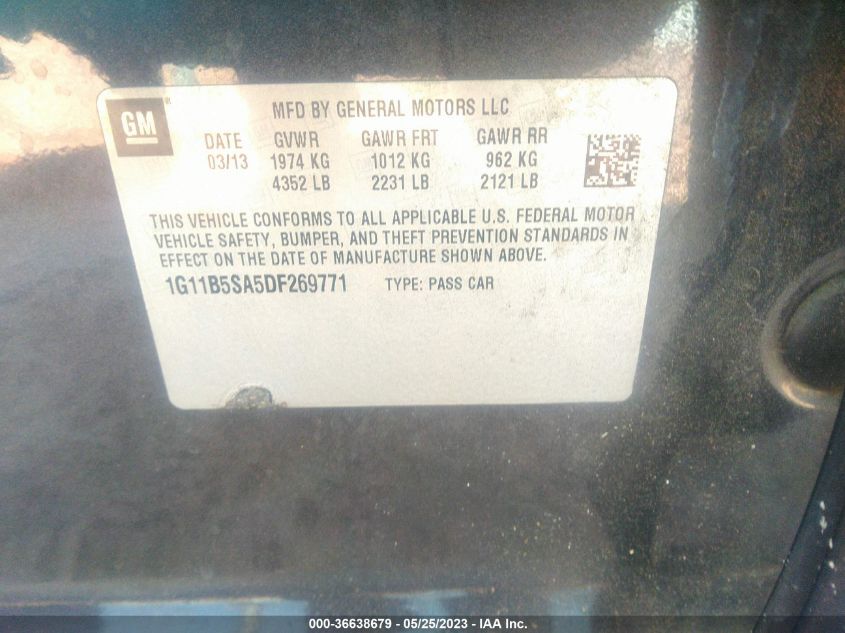 GM
MFD BY GENERAL MOTORS LLC
DATE GVWR GAWR FRT GAWR RR
03/13 1974 KG 1012 KG 962 KG
4352 LB 2231 LB 2121 LB
THIS VEHICLE CONFORMS TO ALL APPLICABLE U.S. FEDERAL MOTOR
VEHICLE SAFETY, BUMPER, AND THEFT PREVENTION STANDARDS IN
EFFECT ON THE DATE OF MANUFACTURE SHOWN ABOVE.
1G11B5SA5DF269771 TYPE: PASS CAR
000-36638679 / 05/25/2023 - IAA Inc.